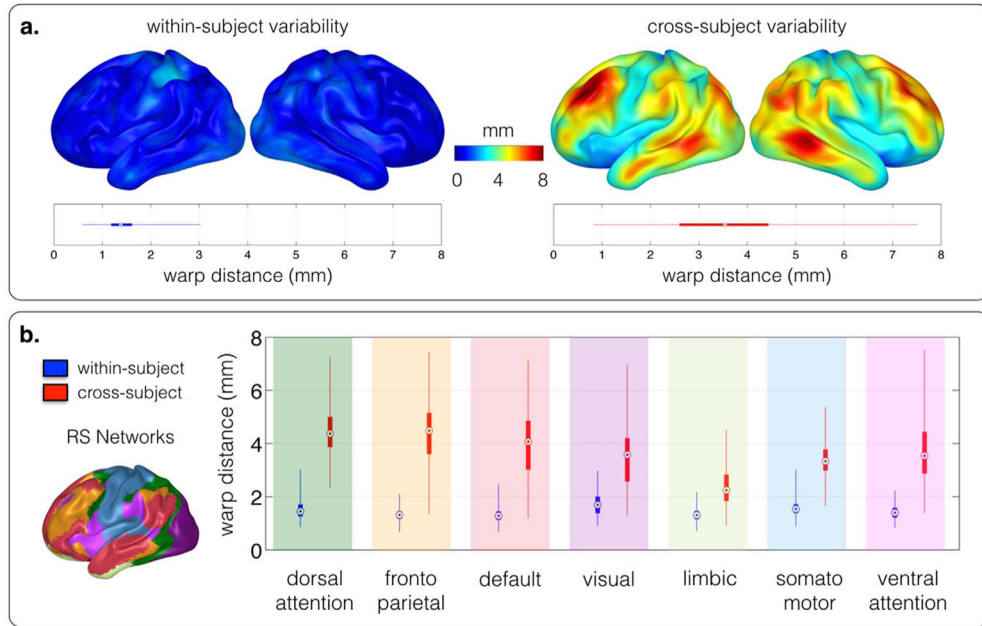 a.
within-subject variability
cross-subject variability
mm
0 4 8
0 1 2 3 4 5 6 7 8
warp distance (mm)
0 1 2 3 4 5 6 7 8
warp distance (mm)
b.
within-subject
cross-subject
RS Networks
warp distance (mm)
8
6
4
2
0
dorsal attention
fronto parietal
default
visual
limbic
somato motor
ventral attention